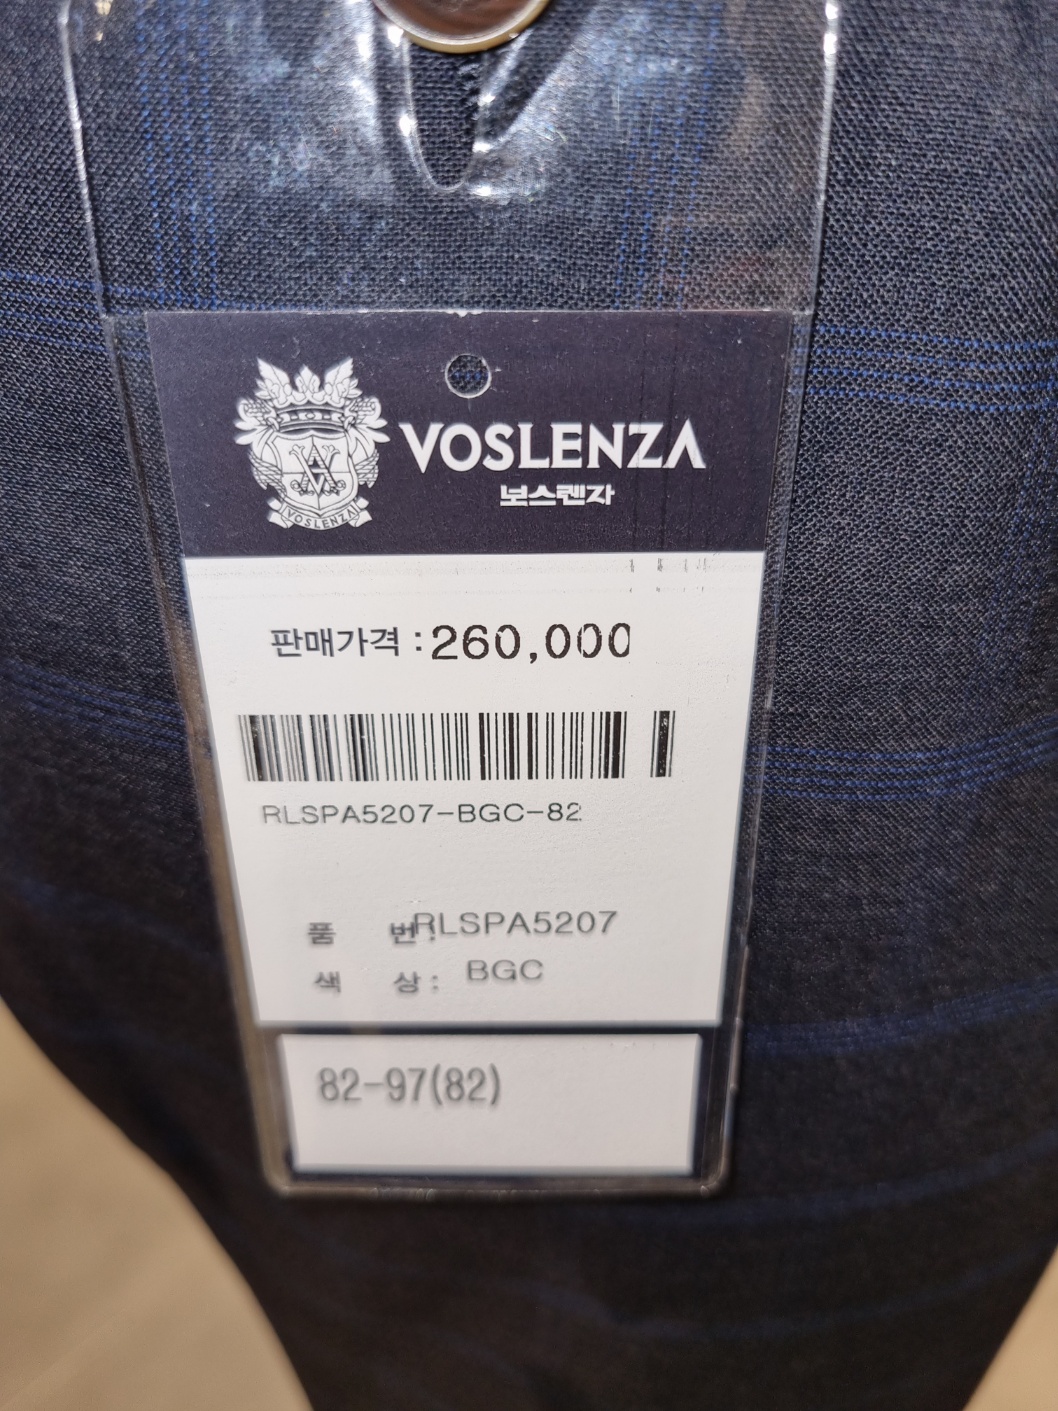 VOSLENZA
VOSLENZA
보스렌자
판매가격 : 260,000
RLSPA5207-BGC-82
품 번: RLSPA5207
색 상: BGC
82-97(82)